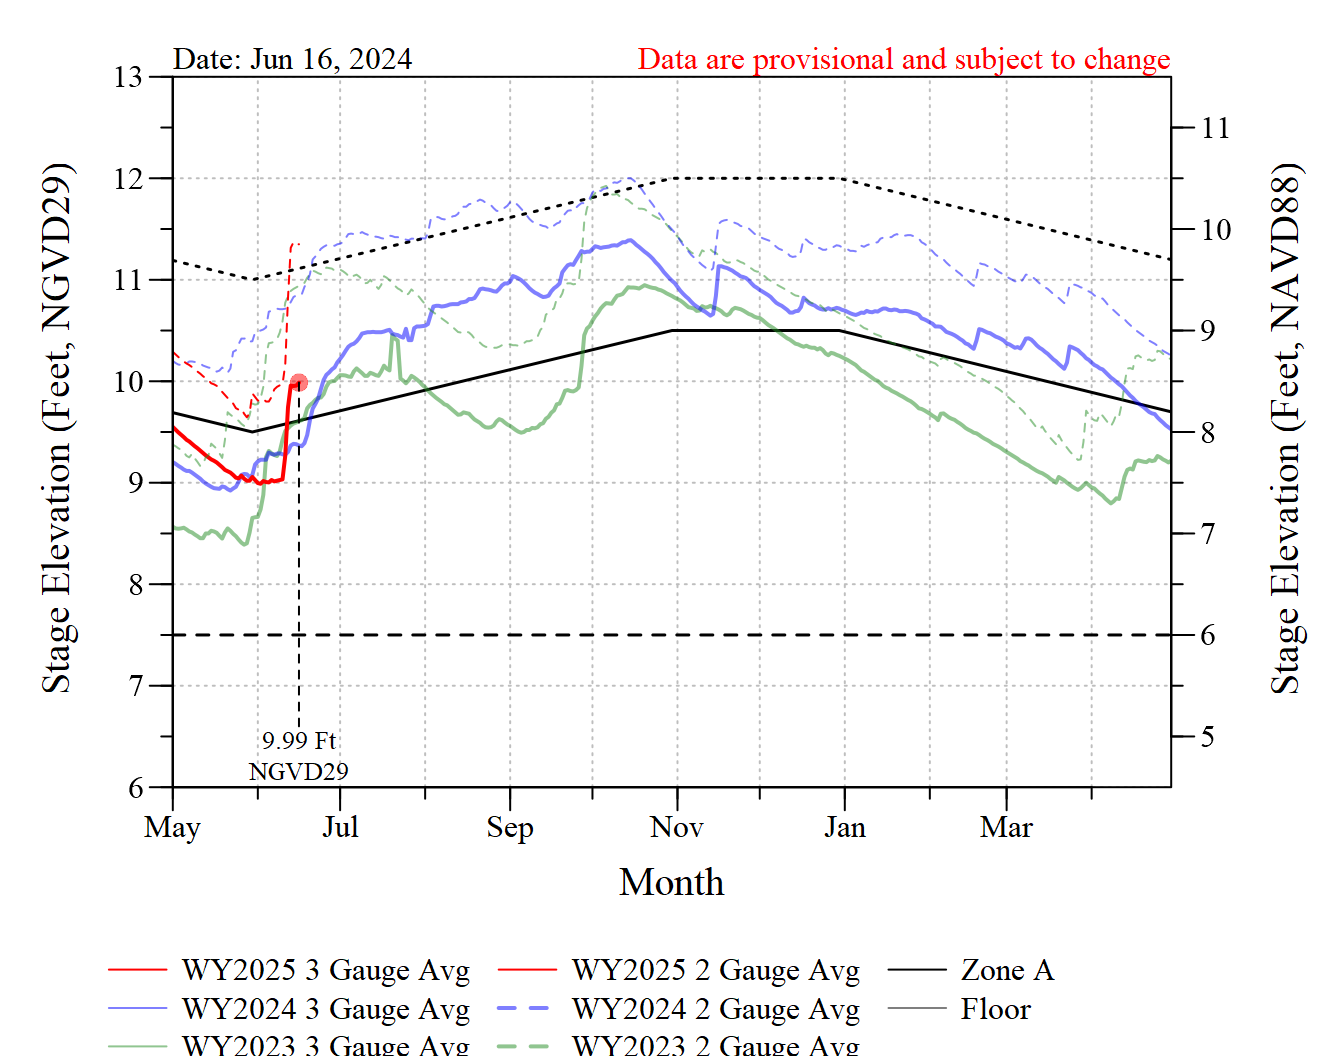 Date: Jun 16, 2024
Data are provisional and subject to change
13
12
11
10
9
8
7
6
Stage Elevation (Feet, NGVD29)
11
10
9
8
7
6
5
Stage Elevation (Feet, NAVD88)
9.99 Ft
NGVD29
May Jul Sep Nov Jan Mar
Month
WY2025 3 Gauge Avg WY2025 2 Gauge Avg Zone A
WY2024 3 Gauge Avg WY2024 2 Gauge Avg Floor
WY2023 3 Gauge Avg WY2023 2 Gauge Avg